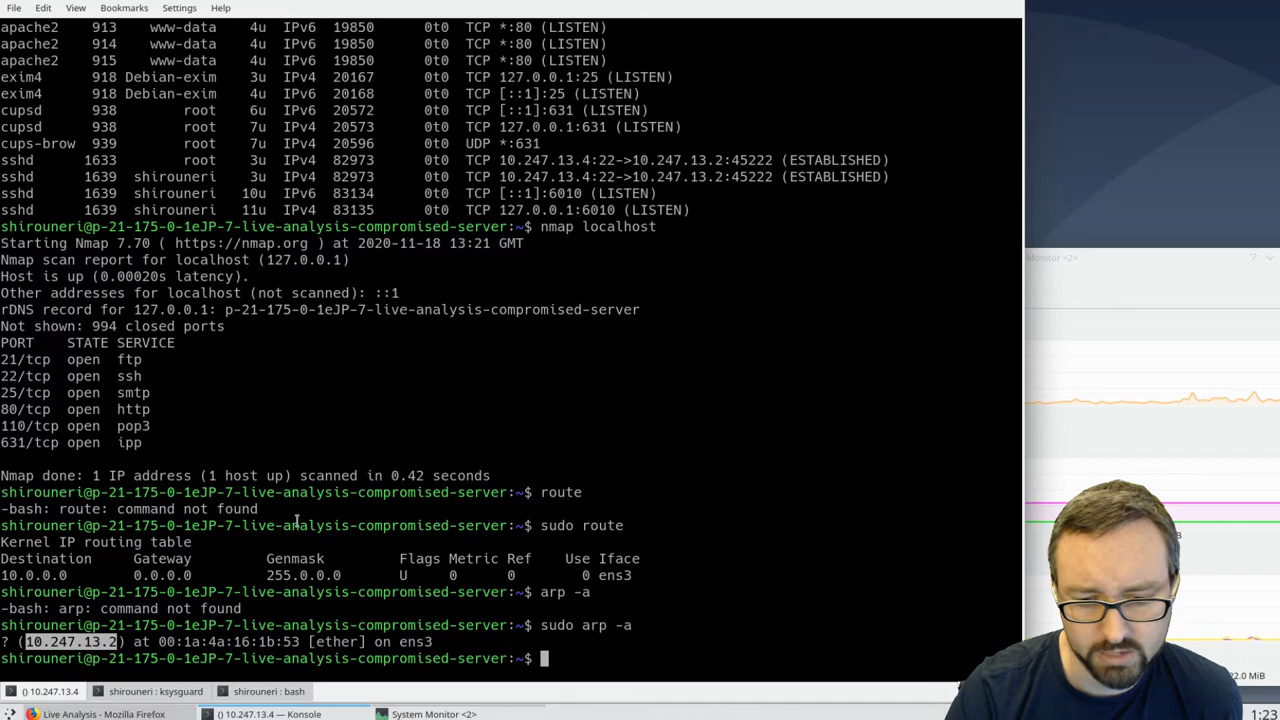 File Edit View Bookmarks Settings Help
apache2 913 www-data 4u IPv6 19850 0t0 TCP *:80 (LISTEN)
apache2 914 www-data 4u IPv6 19850 0t0 TCP *:80 (LISTEN)
apache2 915 www-data 4u IPv6 19850 0t0 TCP *:80 (LISTEN)
exim4 918 Debian-exim 3u IPv4 20167 0t0 TCP 127.0.0.1:25 (LISTEN)
exim4 918 Debian-exim 4u IPv6 20168 0t0 TCP [::1]:25 (LISTEN)
cupsd 938 root 6u IPv6 20572 0t0 TCP [::1]:631 (LISTEN)
cupsd 938 root 7u IPv4 20573 0t0 TCP 127.0.0.1:631 (LISTEN)
cups-brow 939 root 7u IPv4 20596 0t0 UDP *:631
sshd 1633 root 3u IPv4 82973 0t0 TCP 10.247.13.4:22->10.247.13.2:45222 (ESTABLISHED)
sshd 1639 shirouneri 3u IPv4 82973 0t0 TCP 10.247.13.4:22->10.247.13.2:45222 (ESTABLISHED)
sshd 1639 shirouneri 10u IPv6 83134 0t0 TCP [::1]:6010 (LISTEN)
sshd 1639 shirouneri 11u IPv4 83135 0t0 TCP 127.0.0.1:6010 (LISTEN)
shirouneri@p-21-175-0-1eJP-7-live-analysis-compromised-server:~$ nmap localhost
Starting Nmap 7.70 ( https://nmap.org ) at 2020-11-18 13:21 GMT
Nmap scan report for localhost (127.0.0.1)
Host is up (0.00020s latency).
Other addresses for localhost (not scanned): ::1
rDNS record for 127.0.0.1: p-21-175-0-1eJP-7-live-analysis-compromised-server
Not shown: 994 closed ports
PORT STATE SERVICE
21/tcp open ftp
22/tcp open ssh
25/tcp open smtp
80/tcp open http
110/tcp open pop3
631/tcp open ipp
Nmap done: 1 IP address (1 host up) scanned in 0.42 seconds
shirouneri@p-21-175-0-1eJP-7-live-analysis-compromised-server:~$ route
-bash: route: command not found
shirouneri@p-21-175-0-1eJP-7-live-analysis-compromised-server:~$ sudo route
Kernel IP routing table
Destination Gateway Genmask Flags Metric Ref Use Iface
10.0.0.0 0.0.0.0 255.0.0.0 U 0 0 0 ens3
shirouneri@p-21-175-0-1eJP-7-live-analysis-compromised-server:~$ arp -a
-bash: arp: command not found
shirouneri@p-21-175-0-1eJP-7-live-analysis-compromised-server:~$ sudo arp -a
? (10.247.13.2) at 00:1a:4a:16:1b:53 [ether] on ens3
shirouneri@p-21-175-0-1eJP-7-live-analysis-compromised-server:~$
Monitor <2>
22.0 MiB
() 10.247.13.4 shirouneri : ksysguard shirouneri : bash
Live Analysis - Mozilla Firefox () 10.247.13.4 — Konsole System Monitor <2> 1:23